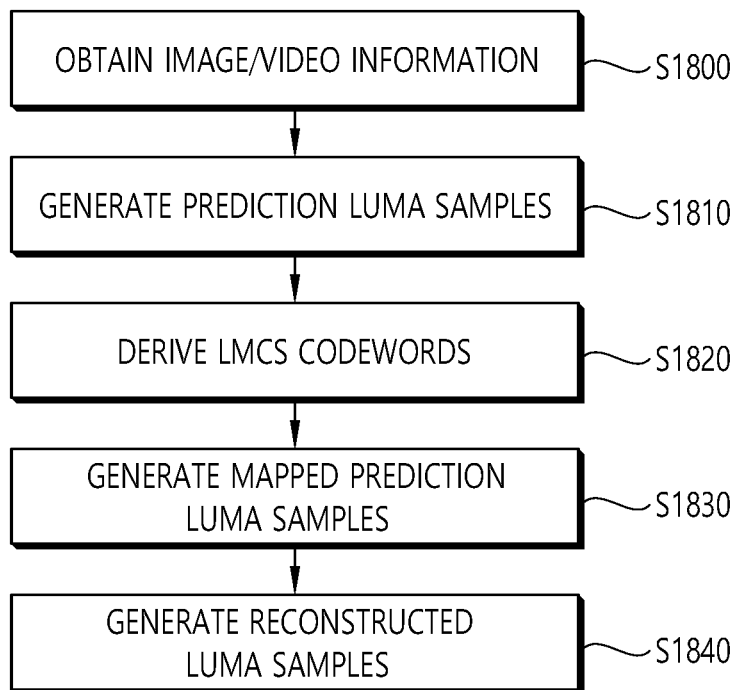 OBTAIN IMAGE/VIDEO INFORMATION
S1800
GENERATE PREDICTION LUMA SAMPLES
S1810
DERIVE LMCS CODEWORDS
S1820
GENERATE MAPPED PREDICTION
LUMA SAMPLES
S1830
GENERATE RECONSTRUCTED
LUMA SAMPLES
S1840